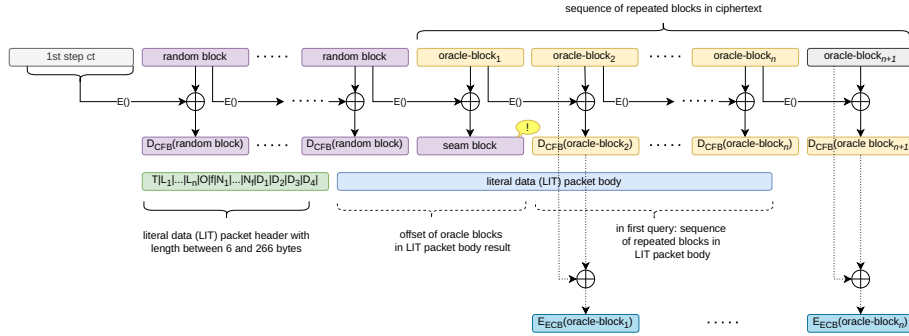 sequence of repeated blocks in ciphertext
1st step ct
random block
random block
oracle-block1
oracle-block2
oracle-blockn
oracle-blockn+1
E()
E()
E()
E()
E()
E()
!
DCFB(random block)
DCFB(random block)
seam block
DCFB(oracle-block2)
DCFB(oracle-blockn)
DCFB(oracle blockn+1)
T|L1|...|Ln|O|f|N1|...|Nf|D1|D2|D3|D4|
literal data (LIT) packet body
literal data (LIT) packet header with
length between 6 and 266 bytes
offset of oracle blocks
in LIT packet body result
in first query: sequence
of repeated blocks in
LIT packet body
EECB(oracle-block1)
EECB(oracle-blockn)